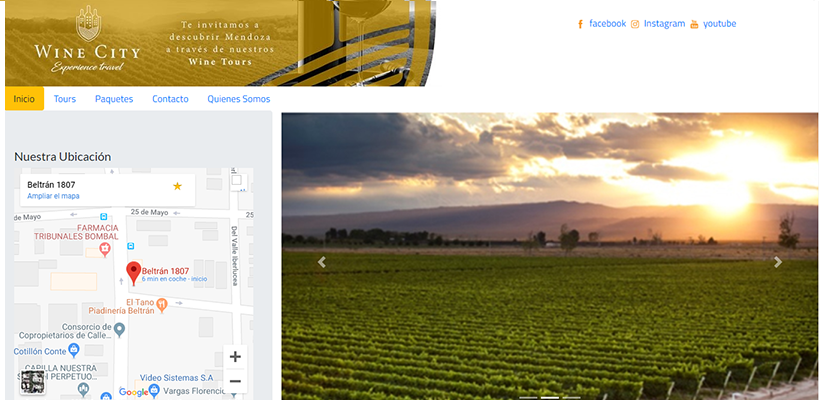 WINE CITY
Experience travel
Te invitamos a
descubrir Mendoza
a través de nuestros
Wine Tours
facebook
Instagram
youtube
Inicio
Tours
Paquetes
Contacto
Quienes Somos
Nuestra Ubicación
Beltrán 1807
Ampliar el mapa
de Mayo
25 de Mayo
25
FARMACIA
TRIBUNALES BOMBAL
Del Valle Iberlucea
Beltrán 1807
6 min en coche - inicio
El Tano
Piadinería Beltrán
Consorcio de
Copropietarios de Calle...
Cotillón Conte
CAPILLA NUESTRA
PERPETUO...
Video Sistemas S.A
Google
Vargas Florencio